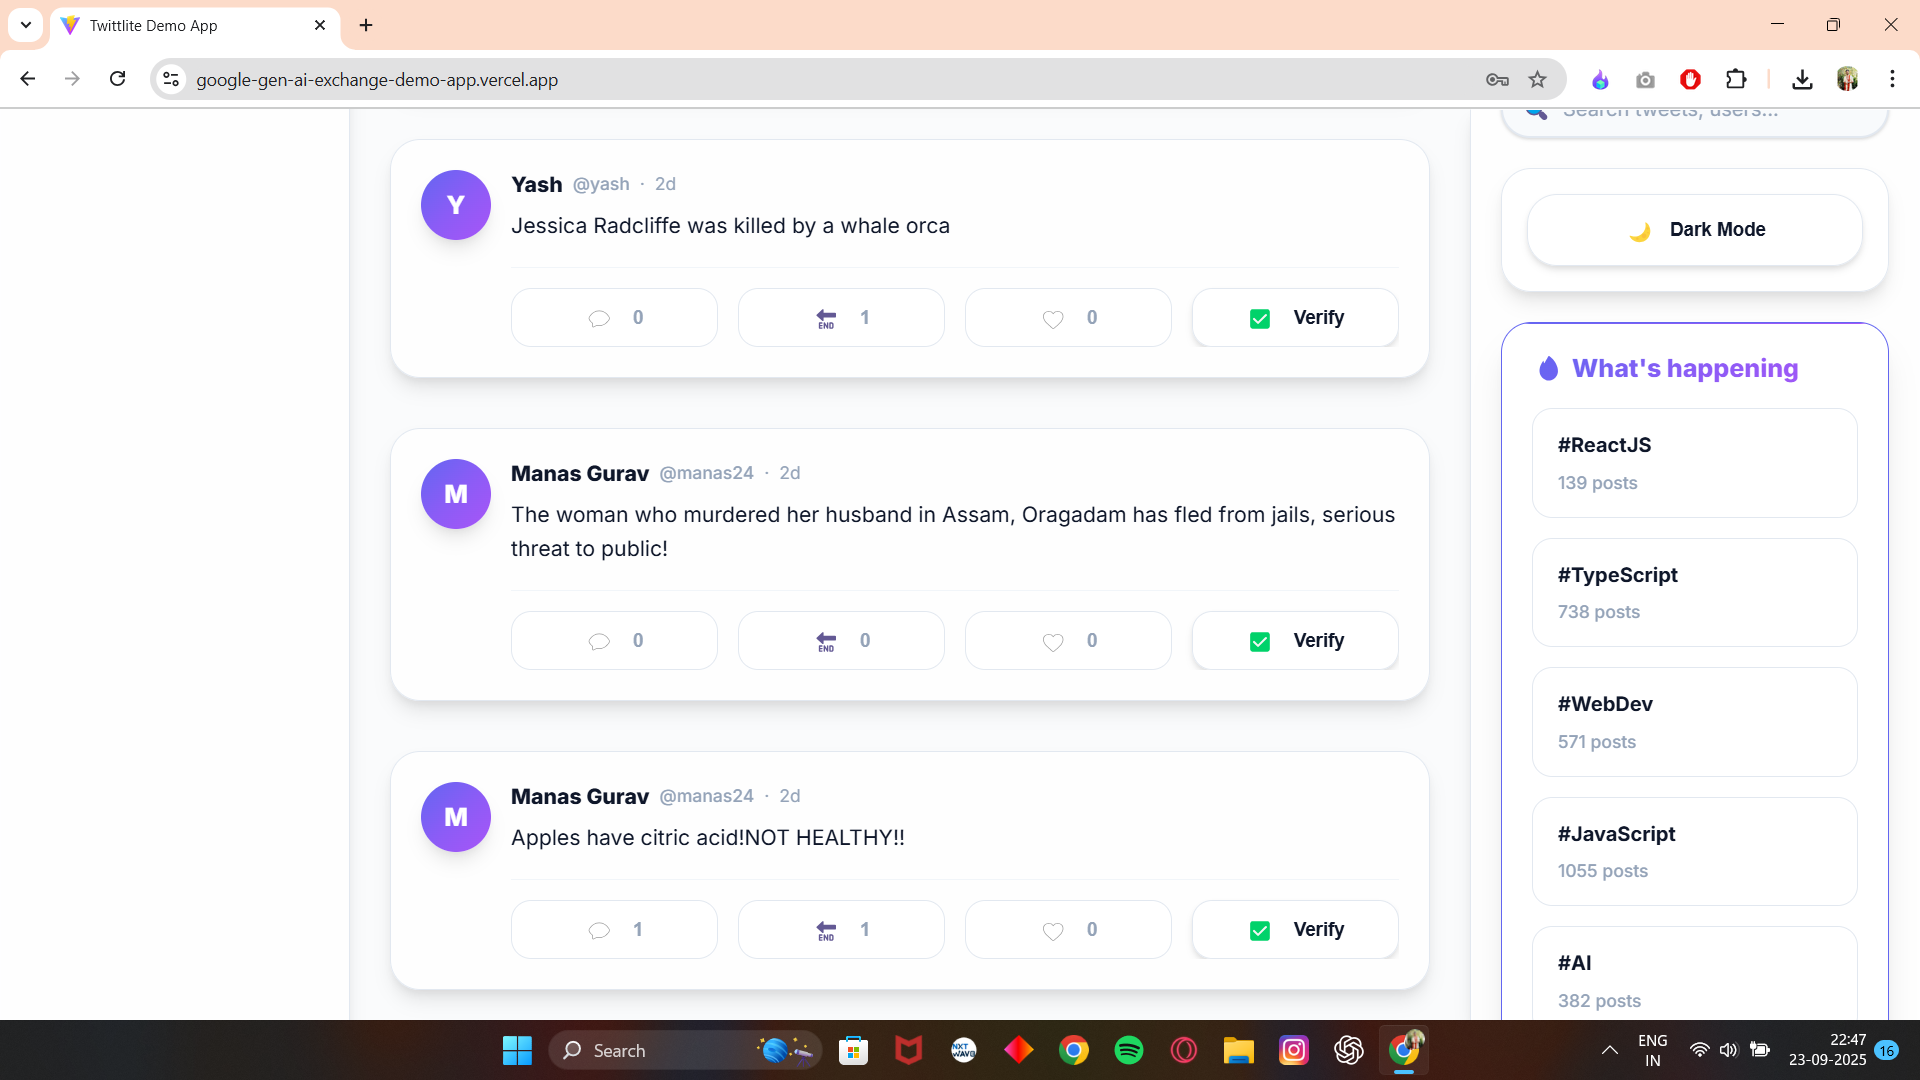 Twittlite Demo App
google-gen-ai-exchange-demo-app.vercel.app
Search tweets, users...
Yash @yash · 2d
Jessica Radcliffe was killed by a whale orca
0
END 1
0
Verify
Manas Gurav @manas24 · 2d
The woman who murdered her husband in Assam, Oragadam has fled from jails, serious
threat to public!
0
END 0
0
Verify
Manas Gurav @manas24 · 2d
Apples have citric acid!NOT HEALTHY!!
1
END 1
0
Verify
Dark Mode
What's happening
#ReactJS
139 posts
#TypeScript
738 posts
#WebDev
571 posts
#JavaScript
1055 posts
#AI
382 posts
Y
M
M
Search
NXT
WAVE
ENG
IN
22:47
23-09-2025
16